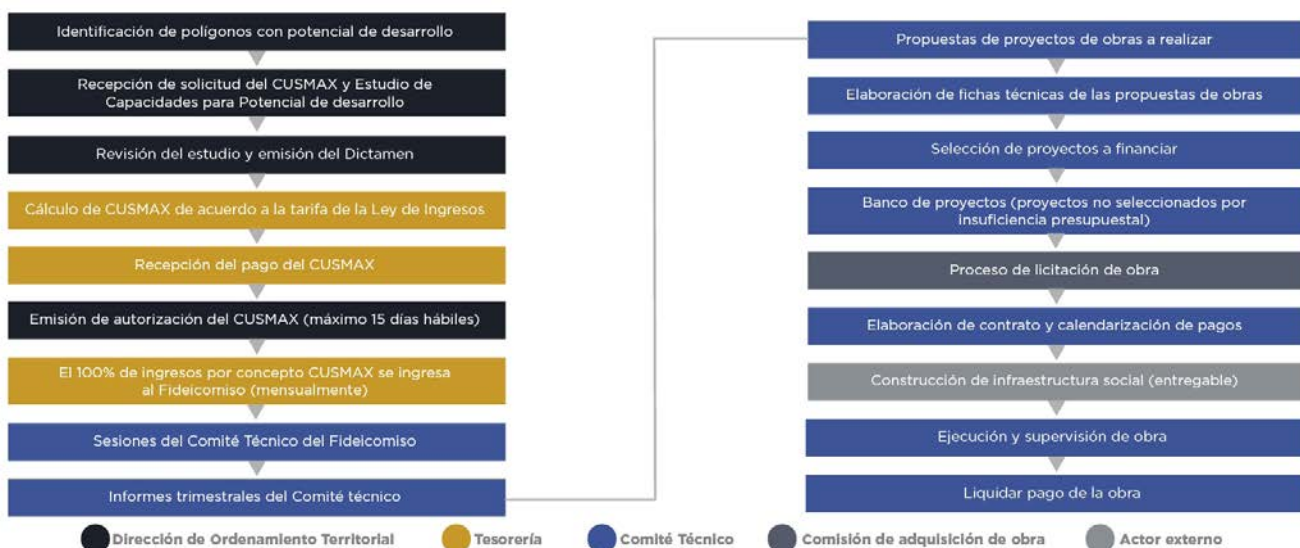 Identificación de polígonos con potencial de desarrollo
Recepción de solicitud del CUSMAX y Estudio de
Capacidades para Potencial de desarrollo
Revisión del estudio y emisión del Dictamen
Cálculo de CUSMAX de acuerdo a la tarifa de la Ley de Ingresos
Recepción del pago del CUSMAX
Emisión de autorización del CUSMAX (máximo 15 días hábiles)
El 100% de ingresos por concepto CUSMAX se ingresa
al Fideicomiso (mensualmente)
Sesiones del Comité Técnico del Fideicomiso
Informes trimestrales del Comité técnico
Propuestas de proyectos de obras a realizar
Elaboración de fichas técnicas de las propuestas de obras
Selección de proyectos a financiar
Banco de proyectos (proyectos no seleccionados por
insuficiencia presupuestal)
Proceso de licitación de obra
Elaboración de contrato y calendarización de pagos
Construcción de infraestructura social (entregable)
Ejecución y supervisión de obra
Liquidar pago de la obra
Dirección de Ordenamiento Territorial
Tesorería
Comité Técnico
Comisión de adquisición de obra
Actor externo